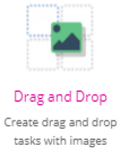 Drag and Drop
Create drag and drop
tasks with images